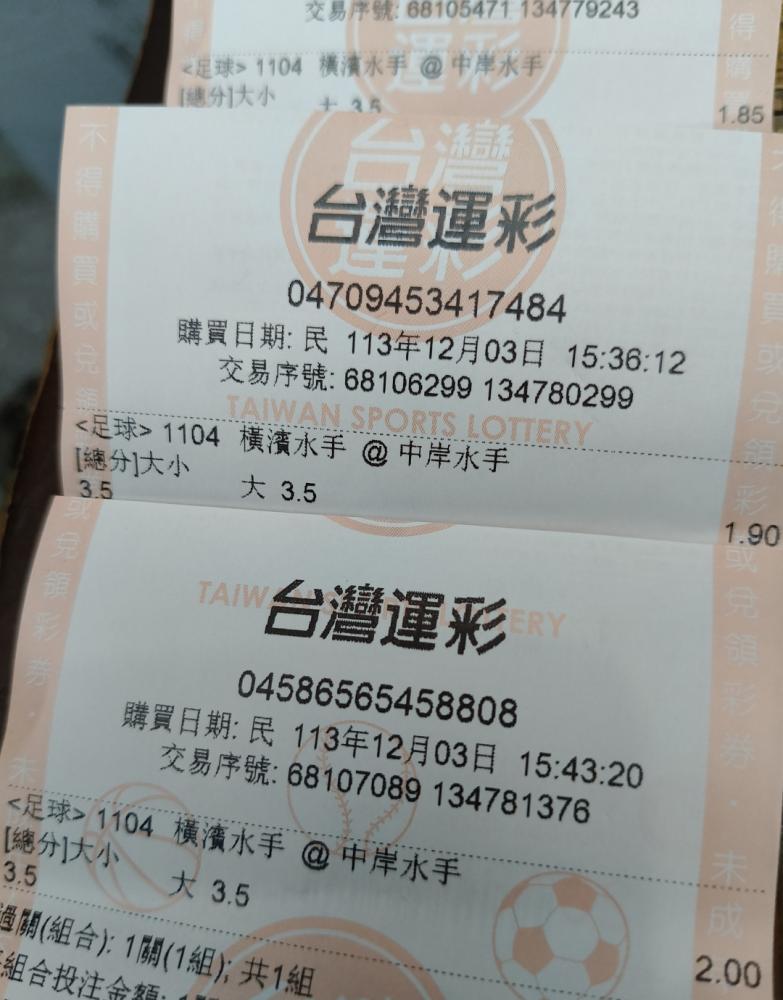 交易序號: 68105471 134779243
<足球> 1104 橫濱水手 @ 中岸水手
[總分]大小
大 3.5
1.85
台灣運彩
04709453417484
購買日期: 民 113年12月03日 15:36:12
交易序號: 68106299 134780299
TAIWAN SPORTS LOTTERY
<足球> 1104 橫濱水手 @ 中岸水手
[總分]大小
3.5 大 3.5
1.90
台灣運彩
04586565458808
購買日期: 民 113年12月03日 15:43:20
交易序號: 68107089 134781376
<足球> 1104 橫濱水手 @ 中岸水手
[總分]大小
3.5 大 3.5
2.00
過關(組合): 1關(1組); 共1組
組合投注金額: